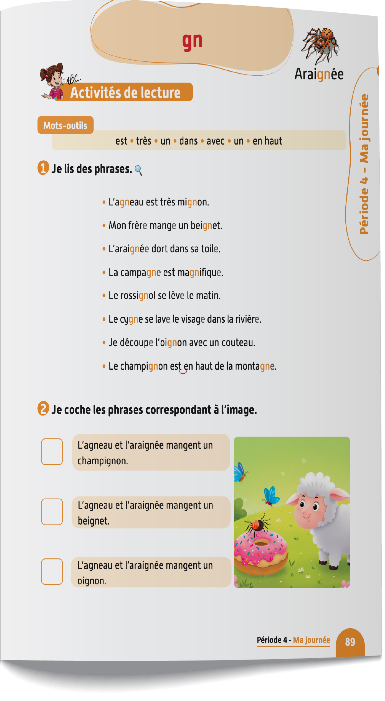 gn
Araignée
Activités de lecture
Mots-outils
est • très • un • dans • avec • un • en haut
Période 4 - Ma journée
1 Je lis des phrases.
• L'agneau est très mignon.
• Mon frère mange un beignet.
• L'araignée dort dans sa toile.
• La campagne est magnifique.
• Le rossignol se lève le matin.
• Le cygne se lave le visage dans la rivière.
• Je découpe l'oignon avec un couteau.
• Le champignon est en haut de la montagne.
2 Je coche les phrases correspondant à l'image.
L'agneau et l'araignée mangent un
champignon.
L'agneau et l'araignée mangent un
beignet.
L'agneau et l'araignée mangent un
oignon.
Période 4 - Ma journée
89